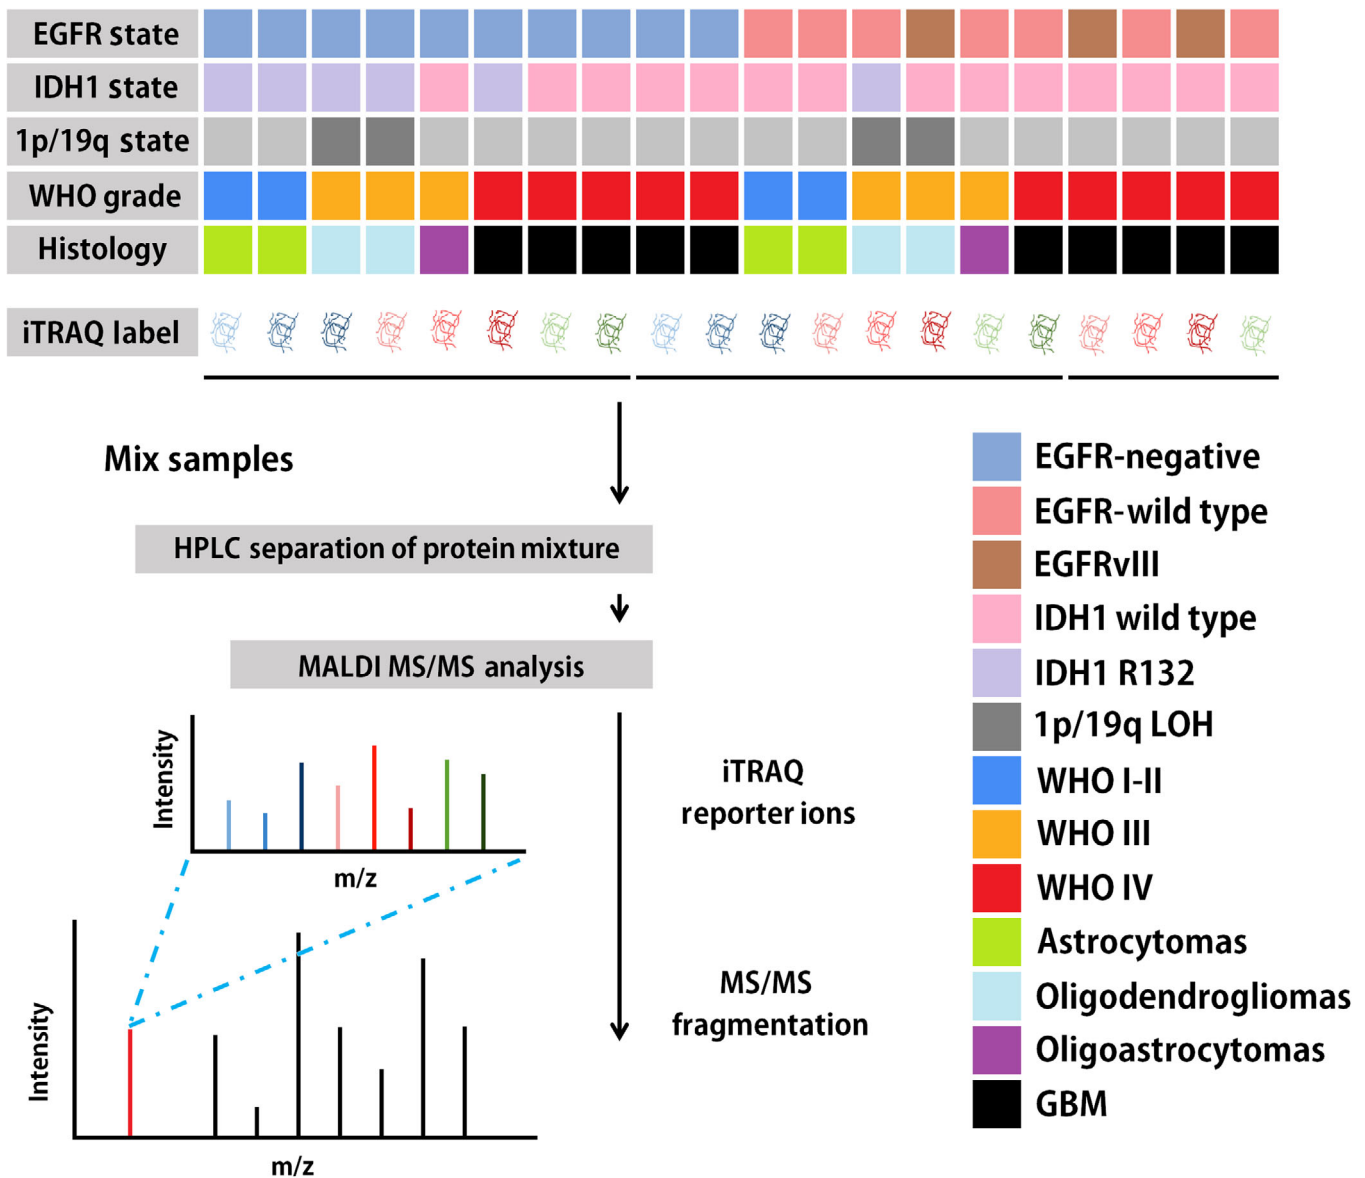 EGFR state
IDH1 state
1p/19q state
WHO grade
Histology
iTRAQ label
Mix samples
HPLC separation of protein mixture
MALDI MS/MS analysis
Intensity
m/z
iTRAQ
reporter ions
Intensity
m/z
MS/MS
fragmentation
EGFR-negative
EGFR-wild type
EGFRvIII
IDH1 wild type
IDH1 R132
1p/19q LOH
WHO I-II
WHO III
WHO IV
Astrocytomas
Oligodendrogliomas
Oligoastrocytomas
GBM